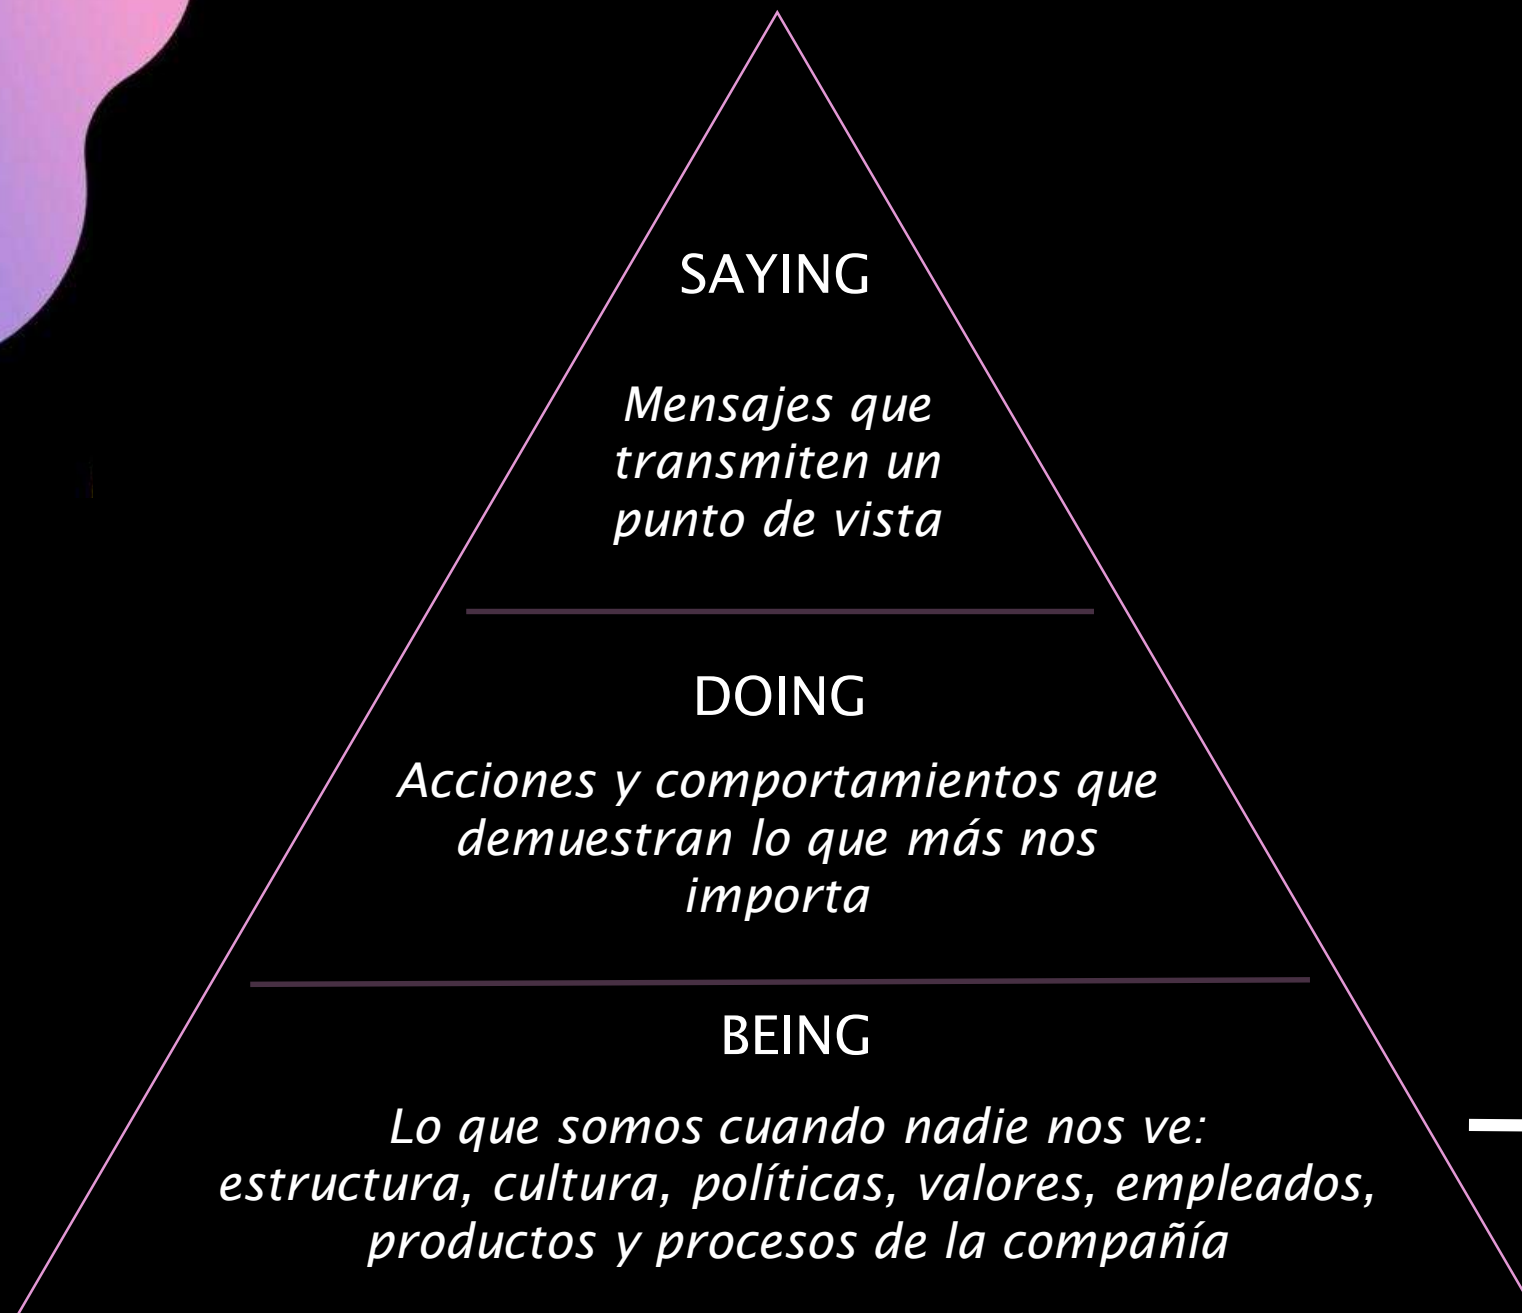 SAYING
Mensajes que
transmiten un
punto de vista
DOING
Acciones y comportamientos que
demuestran lo que más nos
importa
BEING
Lo que somos cuando nadie nos ve:
estructura, cultura, políticas, valores, empleados,
productos y procesos de la compañía